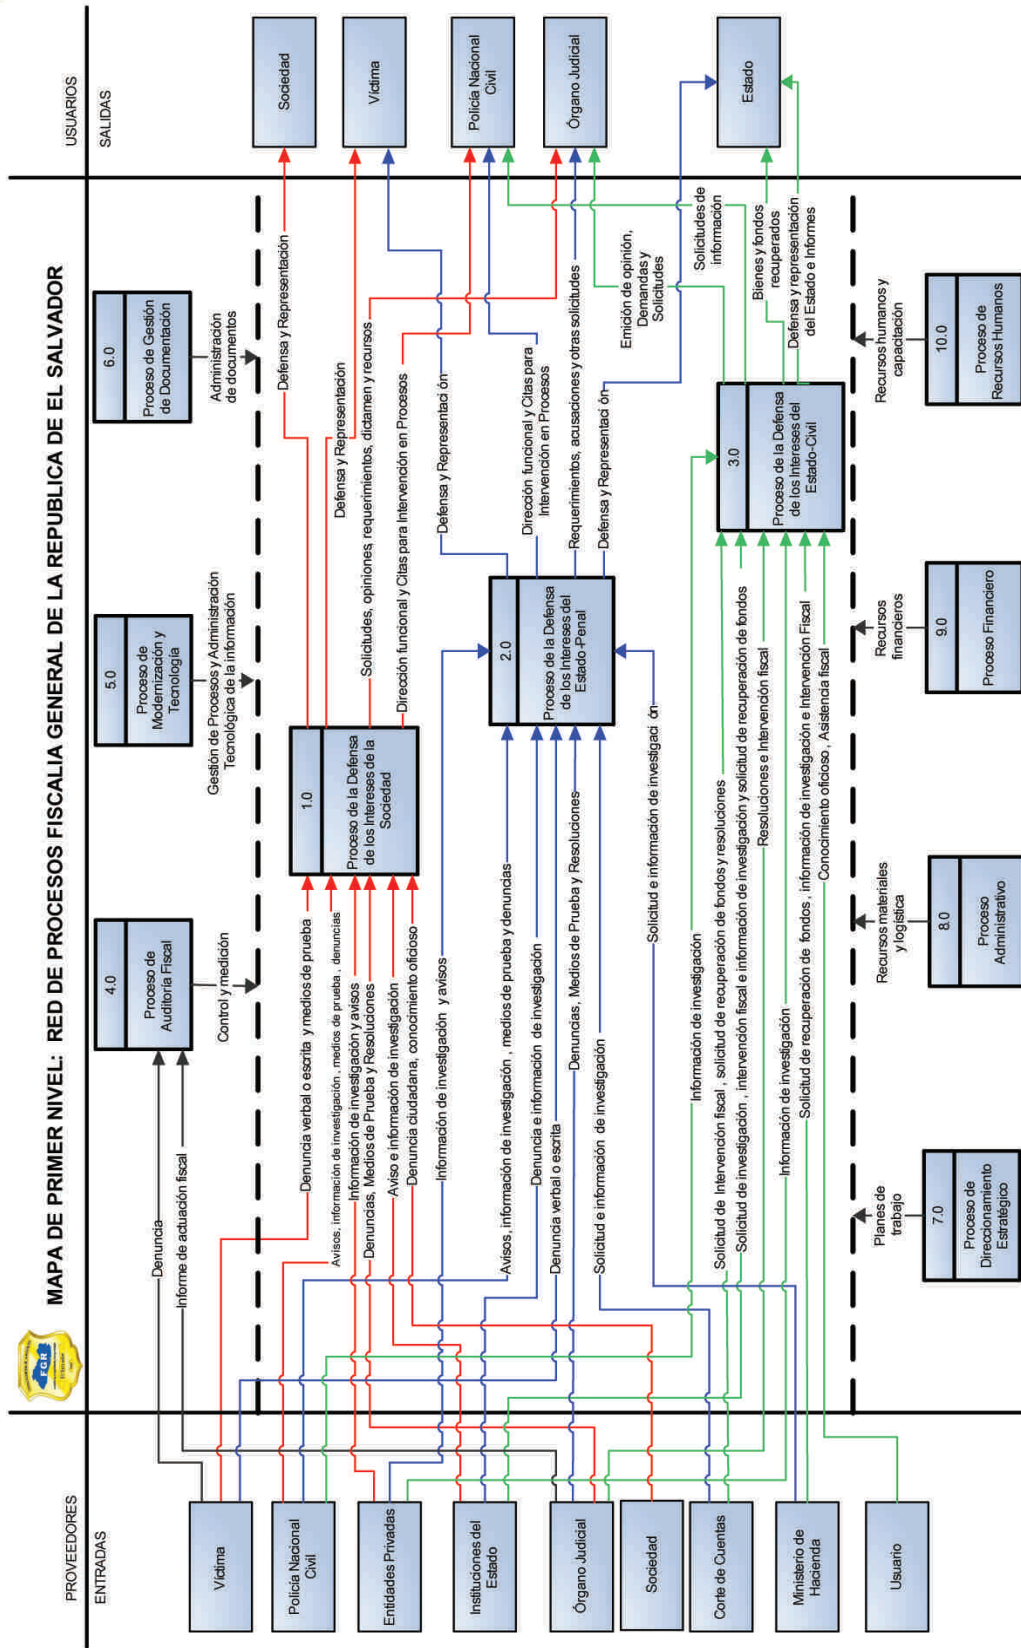 MAPA DE PRIMER NIVEL: RED DE PROCESOS FISCALIA GENERAL DE LA REPUBLICA DE EL SALVADOR
FGR
PROVEEDORES
USUARIOS
ENTRADAS
SALIDAS
4.0
Proceso de
Auditoría Fiscal
5.0
Proceso de
Modernización y
Tecnología
6.0
Proceso de Gestión
de Documentación
Denuncia
Informe de actuación fiscal
Control y medición
Gestión de Procesos y Administración
Tecnológica de la información
Administración
de documentos
Víctima
Policía Nacional
Civil
Entidades Privadas
Instituciones del
Estado
Órgano Judicial
Sociedad
Corte de Cuentas
Ministerio de
Hacienda
Usuario
Denuncia verbal o escrita y medios de prueba
Avisos, información de investigación, medios de prueba , denuncias
Información de investigación y avisos
Denuncias, Medios de Prueba y Resoluciones
Aviso e información de investigación
Denuncia ciudadana, conocimiento oficioso
1.0
Proceso de la Defensa
de los Intereses de la
Sociedad
Defensa y Representación
Defensa y Representación
Solicitudes, opiniones, requerimientos, dictamen y recursos
Dirección funcional y Citas para Intervención en Procesos
Información de investigación y avisos
Avisos, información de investigación , medios de prueba y denuncias
Denuncia e información de investigación
Denuncia verbal o escrita
Denuncias, Medios de Prueba y Resoluciones
Solicitud e información de investigación
Solicitud e información de investigaci ón
2.0
Proceso de la Defensa
de los Intereses del
Estado-Penal
Defensa y Representaci ón
Dirección funcional y Citas para
Intervención en Procesos
Requerimientos, acusaciones y otras solicitudes
Defensa y Representaci ón
Información de investigación
Solicitud de Intervención fiscal , solicitud de recuperación de fondos y resoluciones
Solicitud de investigación , intervención fiscal e información de investigación y solicitud de recuperación de fondos
Resoluciones e Intervención fiscal
Información de investigación
Solicitud de recuperación de fondos , información de investigación e Intervención Fiscal
Conocimiento oficioso , Asistencia fiscal
3.0
Proceso de la Defensa
de los Intereses del
Estado-Civil
Emición de opinión,
Demandas y
Solicitudes
Solicitudes de
información
Bienes y fondos
recuperados
Defensa y representación
del Estado e Informes
Sociedad
Víctima
Policía Nacional
Civil
Órgano Judicial
Estado
Planes de
trabajo
Recursos materiales
y logística
Recursos
financieros
Recursos humanos y
capacitación
7.0
Proceso de
Direccionamiento
Estratégico
8.0
Proceso
Administrativo
9.0
Proceso Financiero
10.0
Proceso de
Recursos Humanos